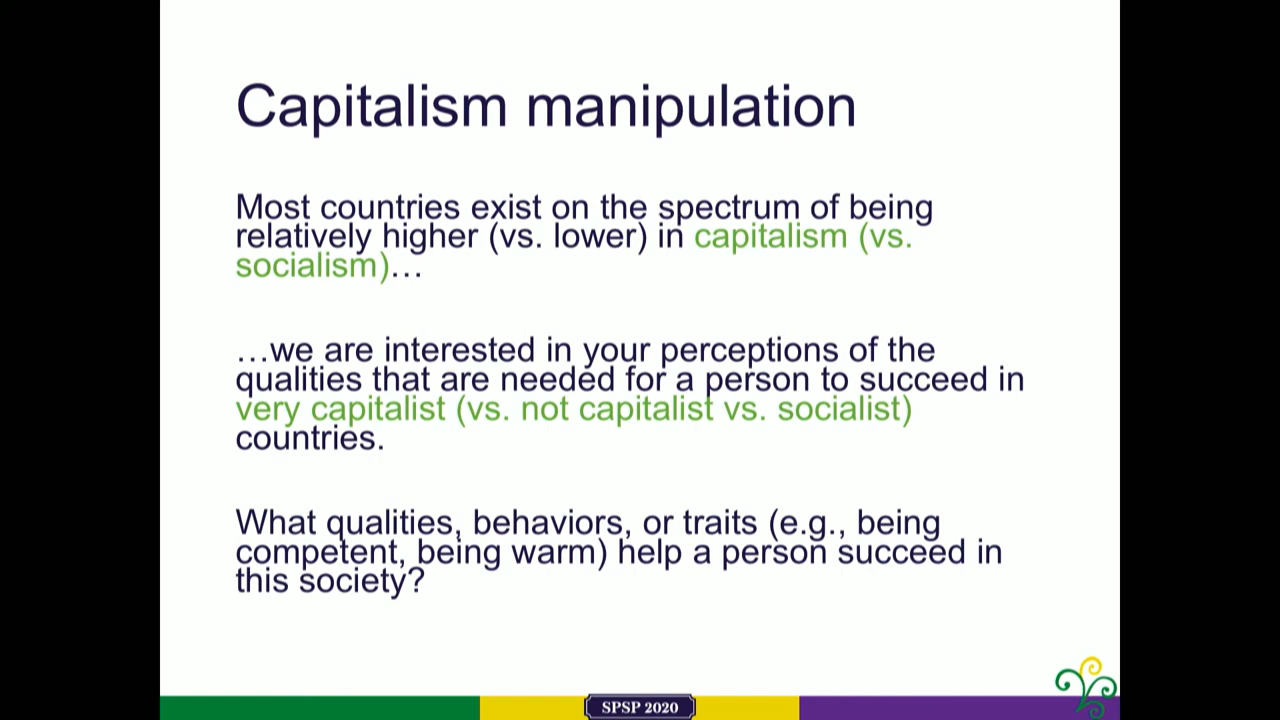 Capitalism manipulation
Most countries exist on the spectrum of being
relatively higher (vs. lower) in capitalism (vs.
socialism)…
…we are interested in your perceptions of the
qualities that are needed for a person to succeed in
very capitalist (vs. not capitalist vs. socialist)
countries.
What qualities, behaviors, or traits (e.g., being
competent, being warm) help a person succeed in
this society?
SPSP 2020